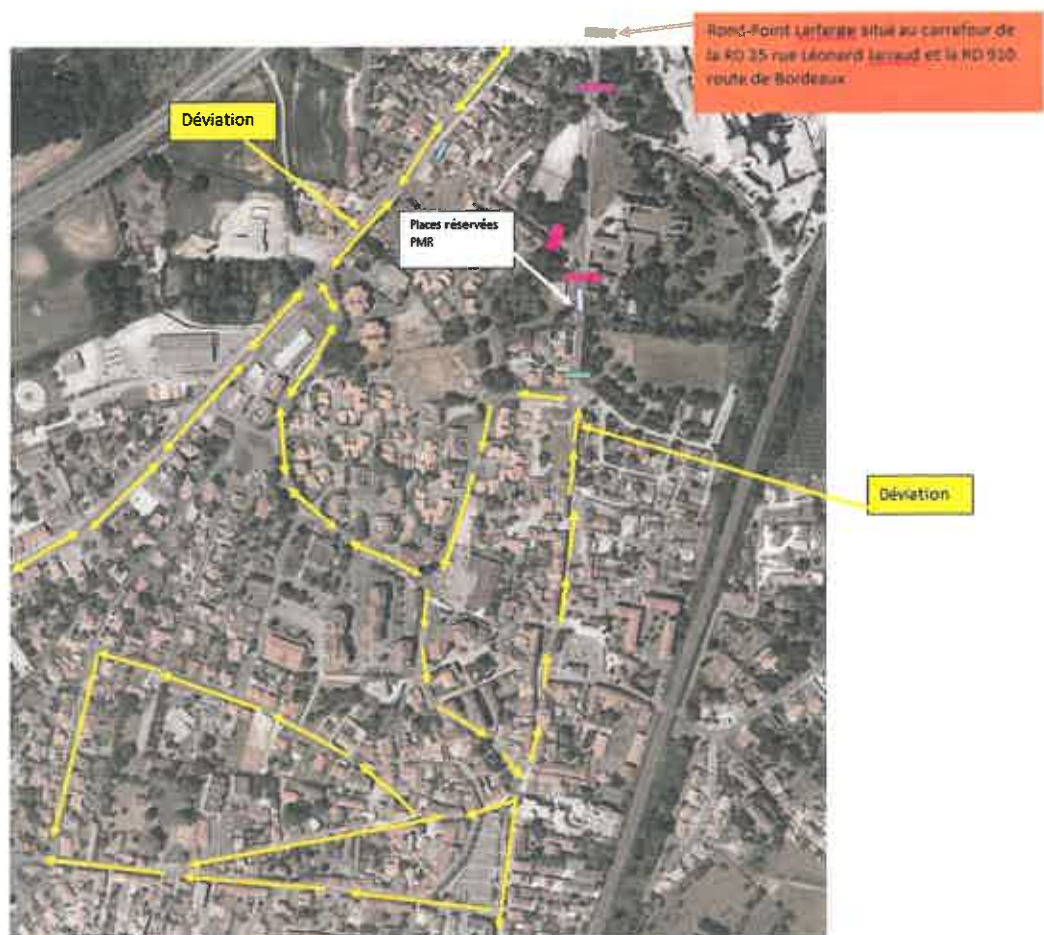 Rond-Point Lafarge situé au carrefour de
la RD 35 rue Léonard Jarraud et la RD 910
route de Bordeaux
Déviation
Places réservées
PMR
Déviation